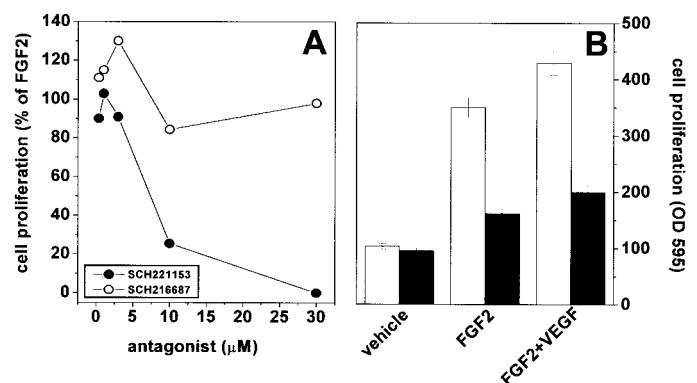 A
cell proliferation (% of FGF2)
140
120
100
80
60
40
20
0
SCH221153
SCH216687
0
5
10
15
20
25
30
antagonist (μM)
B
500
400
300
200
100
0
cell proliferation (OD 595)
vehicle
FGF2
FGF2+VEGF